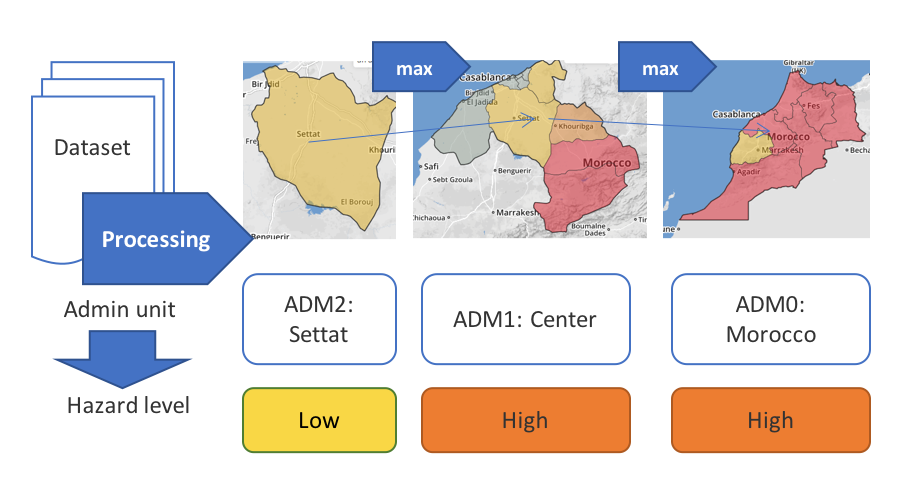 Dataset
Processing
Admin unit
Hazard level
max
max
Bir Jdid
Settat
Khouri
El Borouj
Benguerir
Casablanca
Bir Jdid
El Jadida
Settat
Khouribga
Morocco
Safi
Sebt Gzoula
Benguerir
Chichaoua
Marrakesh
Boumalne
Dades
Gibraltar
(UK)
Fes
Casablanca
Morocco
Marrakesh
Agadir
Becha
ADM2:
Settat
ADM1: Center
ADM0:
Morocco
Low
High
High